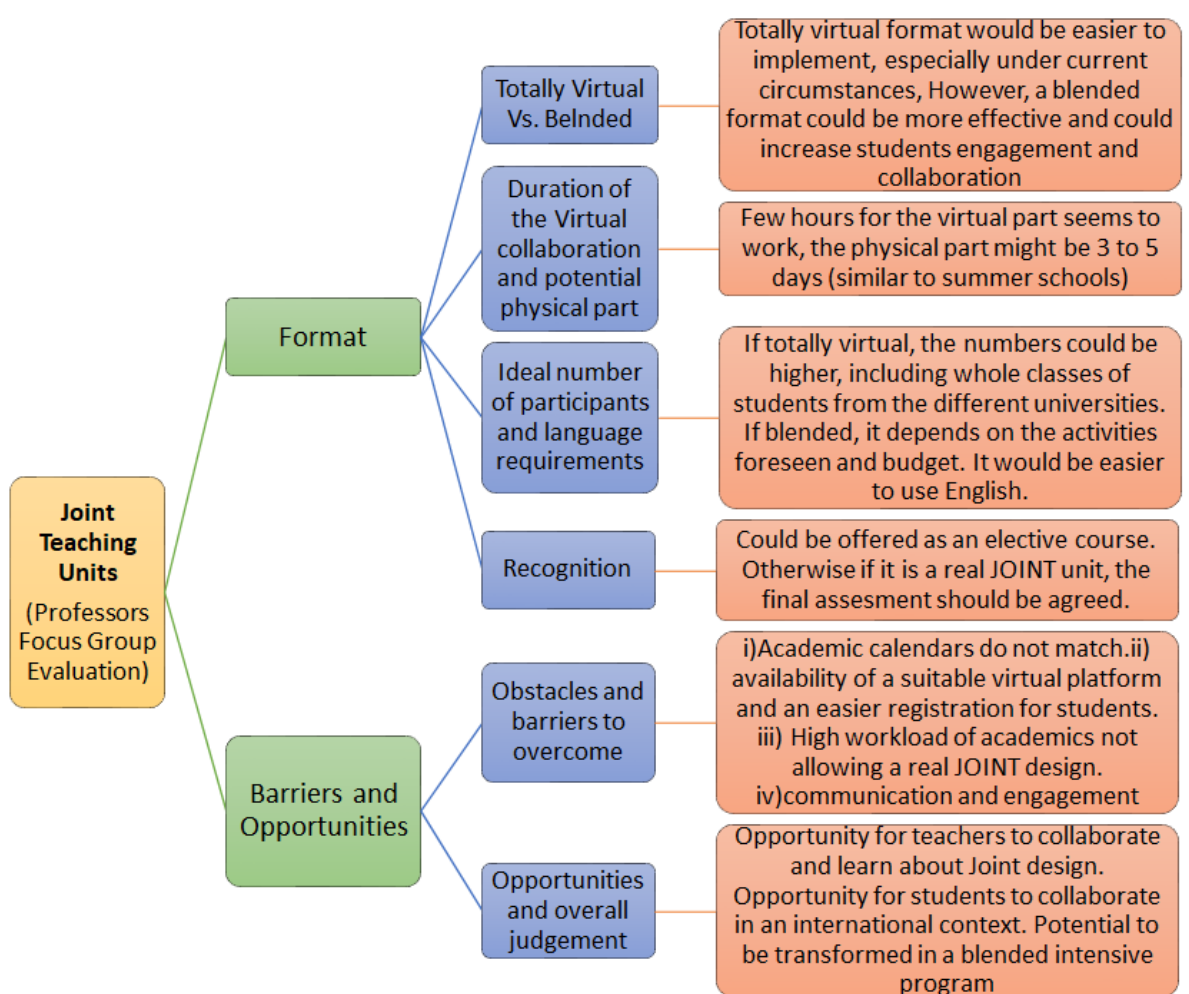 Joint
Teaching
Units
(Professors
Focus Group
Evaluation)
Format
Totally Virtual
Vs. Belnded
Totally virtual format would be easier to
implement, especially under current
circumstances, However, a blended
format could be more effective and could
increase students engagement and
collaboration
Duration of
the Virtual
collaboration
and potential
physical part
Few hours for the virtual part seems to
work, the physical part might be 3 to 5
days (similar to summer schools)
Ideal number
of participants
and language
requirements
If totally virtual, the numbers could be
higher, including whole classes of
students from the different universities.
If blended, it depends on the activities
foreseen and budget. It would be easier
to use English.
Recognition
Could be offered as an elective course.
Otherwise if it is a real JOINT unit, the
final assesment should be agreed.
Barriers and
Opportunities
Obstacles and
barriers to
overcome
i)Academic calendars do not match.ii)
availability of a suitable virtual platform
and an easier registration for students.
iii) High workload of academics not
allowing a real JOINT design.
iv)communication and engagement
Opportunities
and overall
judgement
Opportunity for teachers to collaborate
and learn about Joint design.
Opportunity for students to collaborate
in an international context. Potential to
be transformed in a blended intensive
program